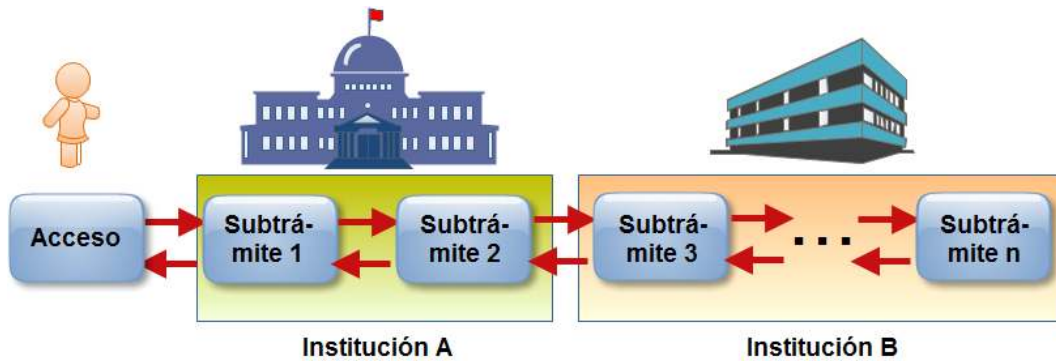 Acceso
Subtrá-
mite 1
Subtrá-
mite 2
Subtrá-
mite 3
...
Subtrá-
mite n
Institución A
Institución B